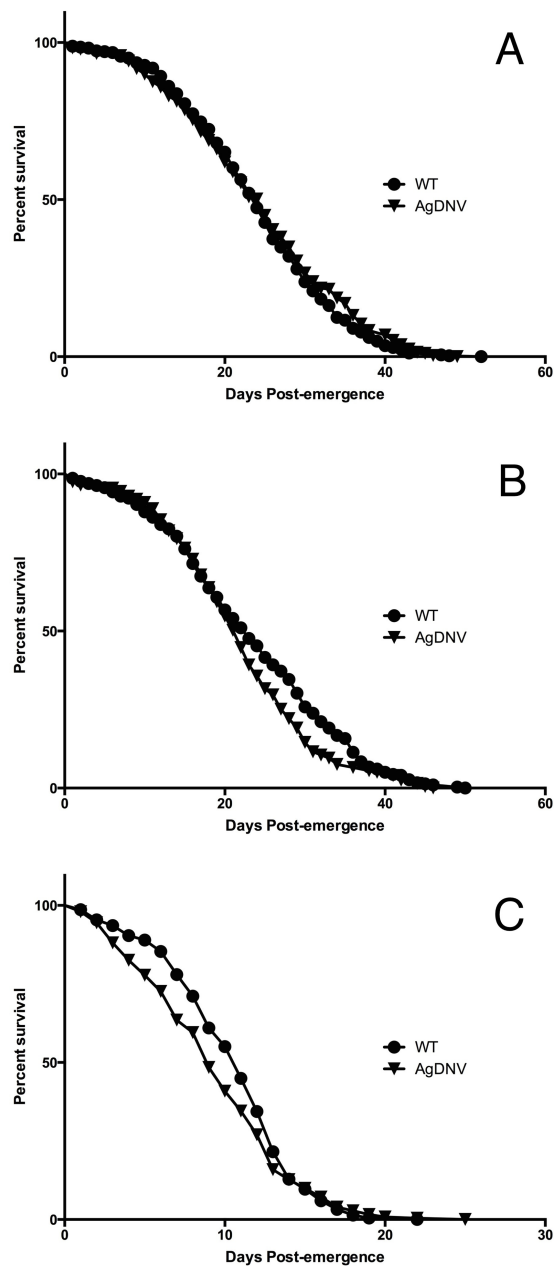 A
100
50
0
Percent survival
WT
AgDNV
0 20 40 60
Days Post-emergence
B
100
50
0
Percent survival
WT
AgDNV
0 20 40 60
Days Post-emergence
C
100
50
0
Percent survival
WT
AgDNV
0 10 20 30
Days Post-emergence